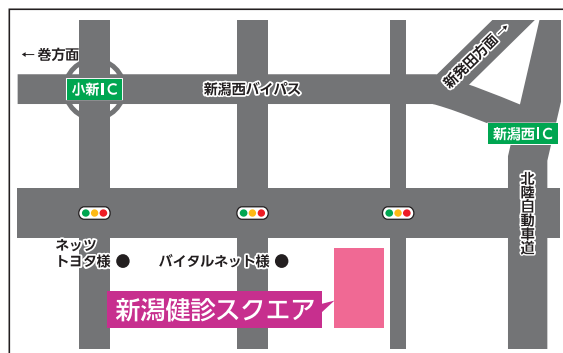 ← 巻方面
小新IC
新潟西バイパス
新発田方面 →
新潟西IC
北陸自動車道
ネッツ
トヨタ様
バイタルネット様
新潟健診スクエア